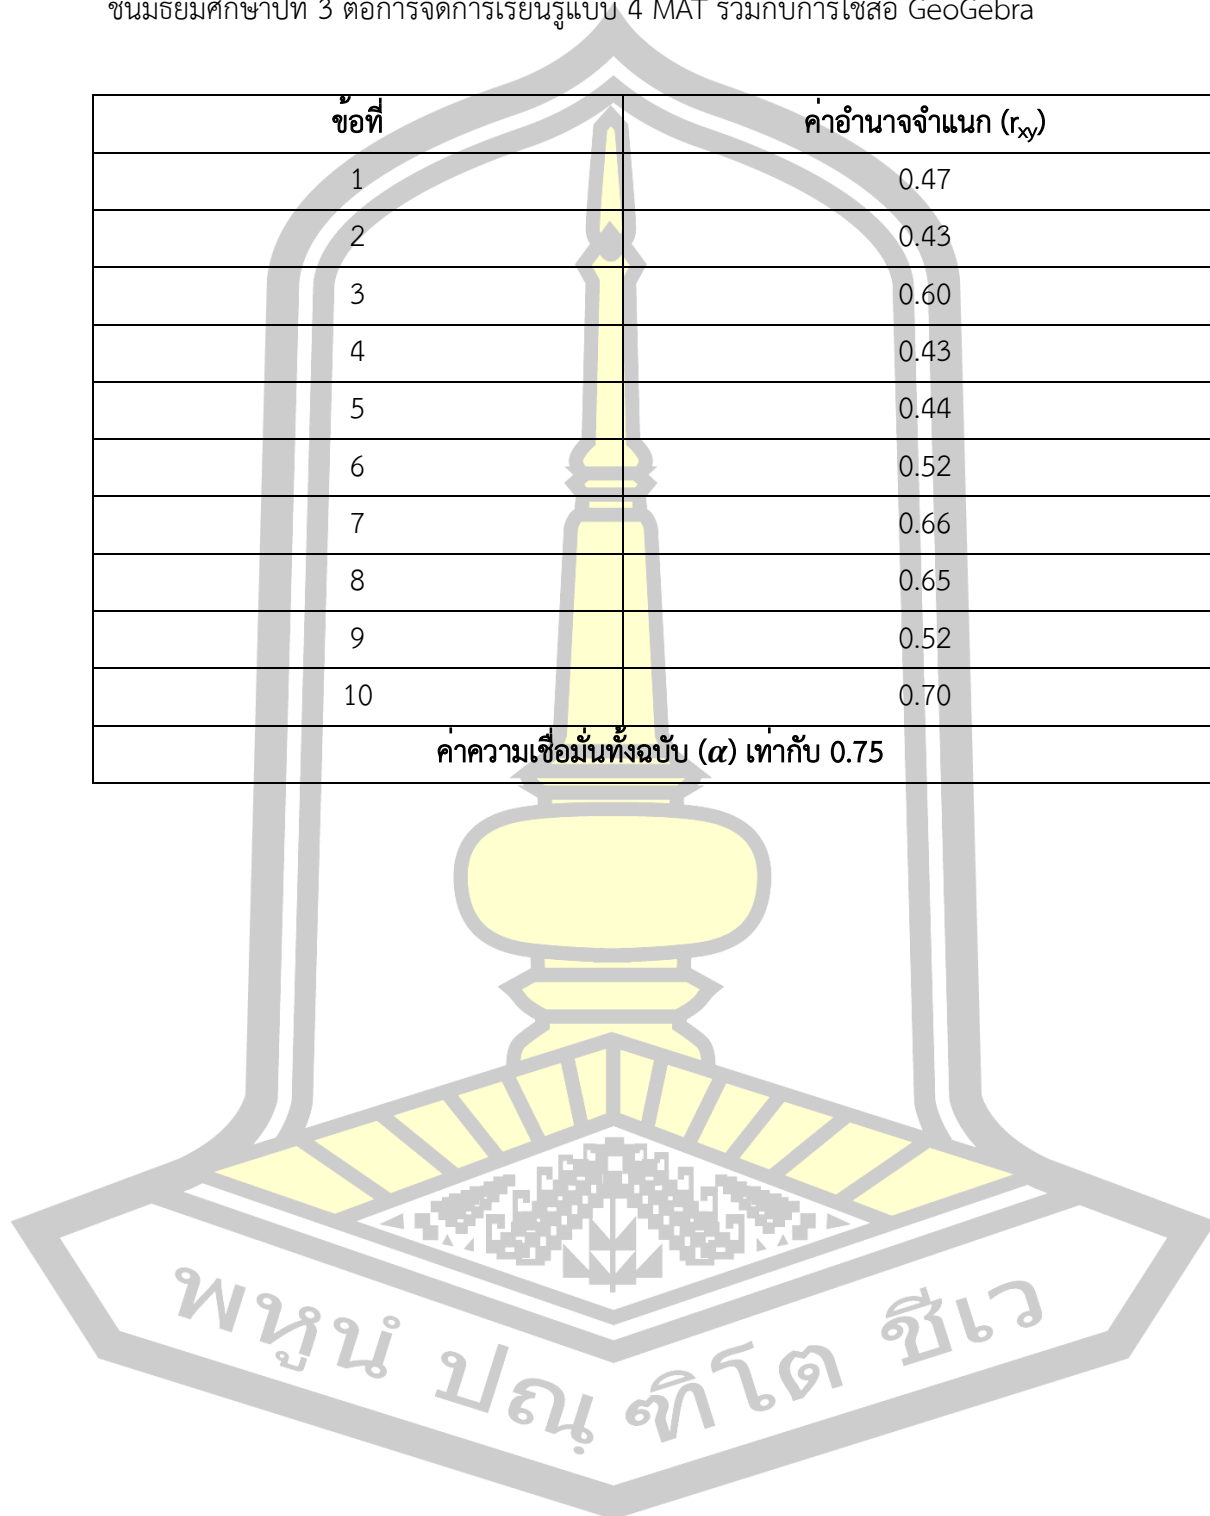 ชั้นมัธยมศึกษาปีที่ 3 ต่อการจัดการเรียนรู้แบบ 4 MAT ร่วมกับการใช้สื่อ GeoGebra
ข้อที่ ค่าอำนาจจำแนก (rxy)
1 0.47
2 0.43
3 0.60
4 0.43
5 0.44
6 0.52
7 0.66
8 0.65
9 0.52
10 0.70
ค่าความเชื่อมั่นทั้งฉบับ (α) เท่ากับ 0.75
พหูนํ ปณฺฑิโต ชีเว